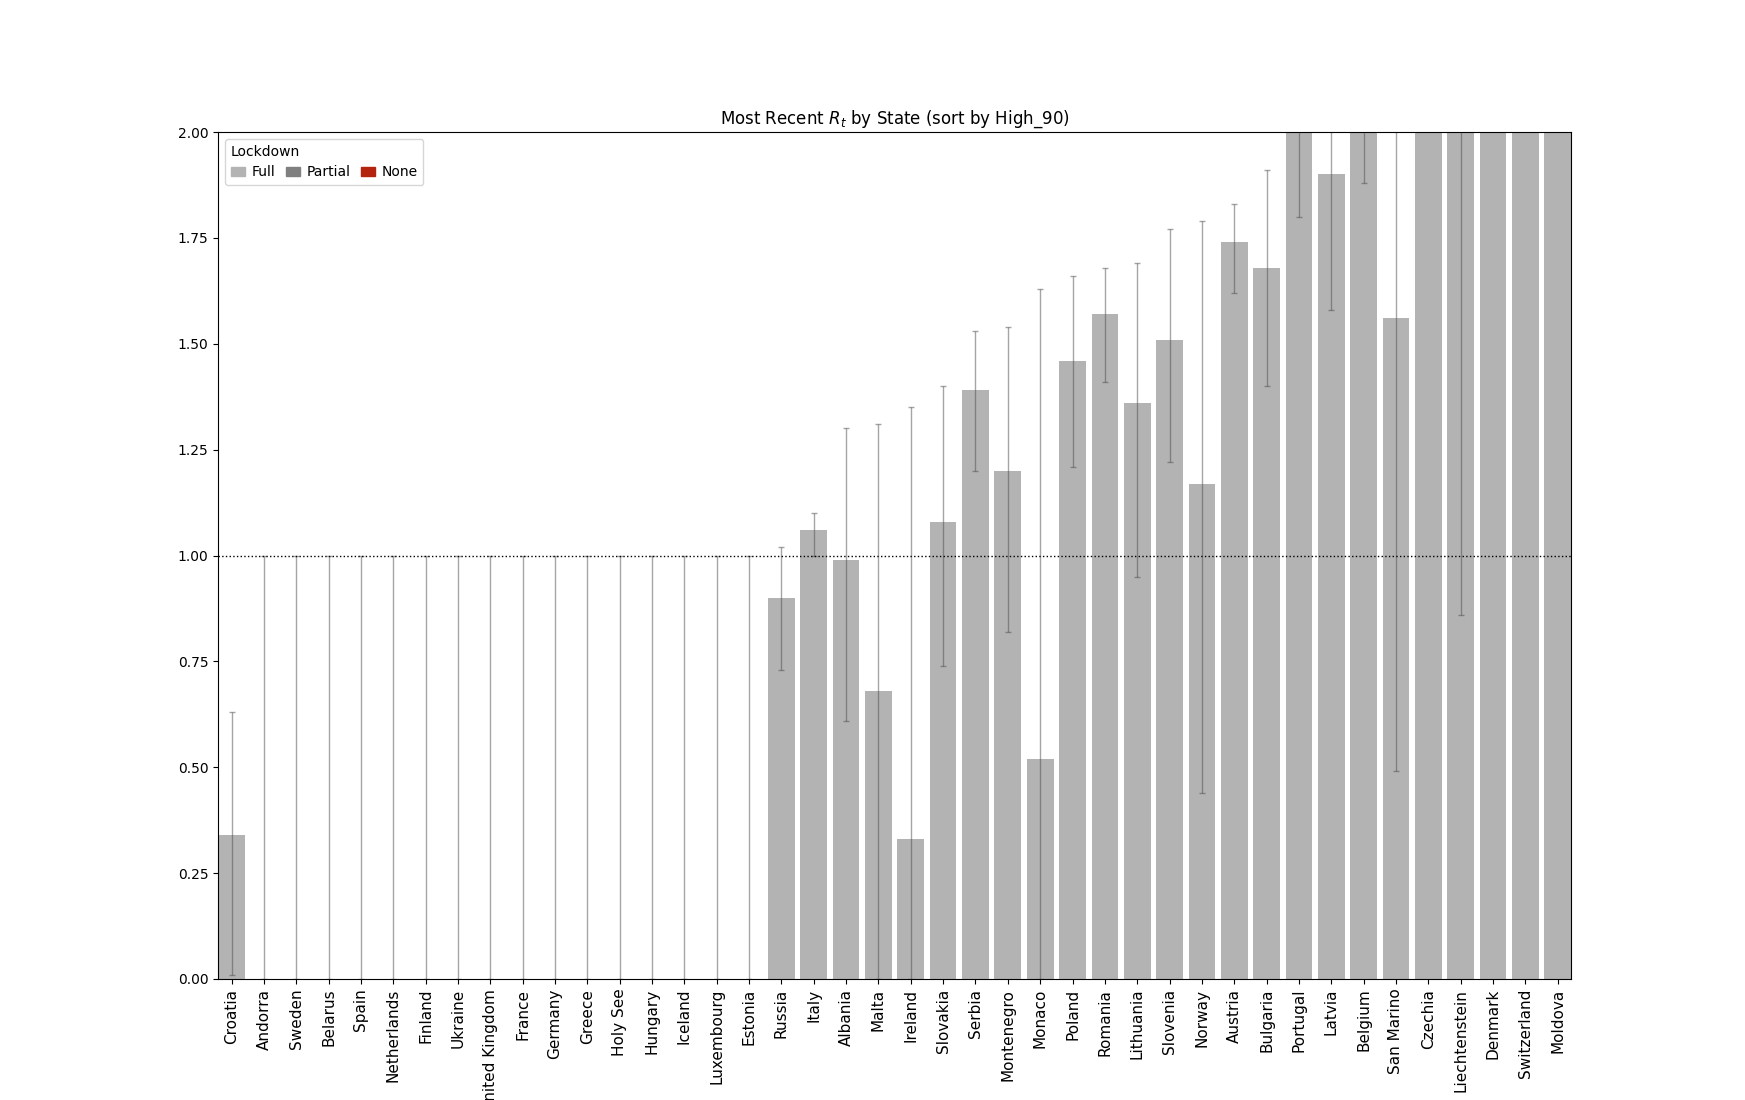 Most Recent R_t by State (sort by High_90)
Lockdown
Full Partial None
2.00
1.75
1.50
1.25
1.00
0.75
0.50
0.25
0.00
Croatia
Andorra
Sweden
Belarus
Spain
Netherlands
Finland
Ukraine
nited Kingdom
France
Germany
Greece
Holy See
Hungary
Iceland
Luxembourg
Estonia
Russia
Italy
Albania
Malta
Ireland
Slovakia
Serbia
Montenegro
Monaco
Poland
Romania
Lithuania
Slovenia
Norway
Austria
Bulgaria
Portugal
Latvia
Belgium
San Marino
Czechia
Liechtenstein
Denmark
Switzerland
Moldova